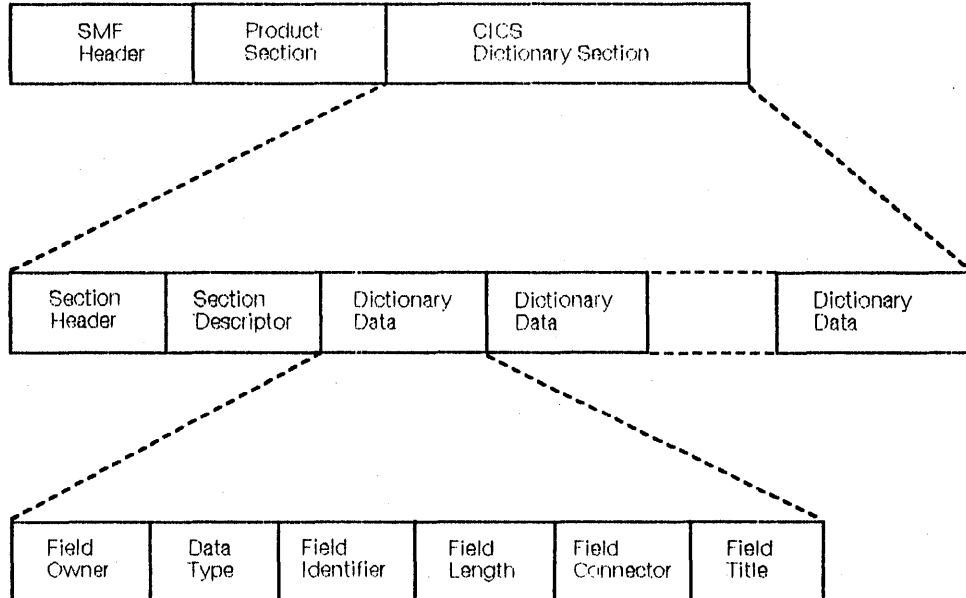 SMF
Header
Product
Section
CICS
Dictionary Section
Section
Header
Section
Descriptor
Dictionary
Data
Dictionary
Data
Dictionary
Data
Field
Owner
Data
Type
Field
Identifier
Field
Length
Field
Connector
Field
Title